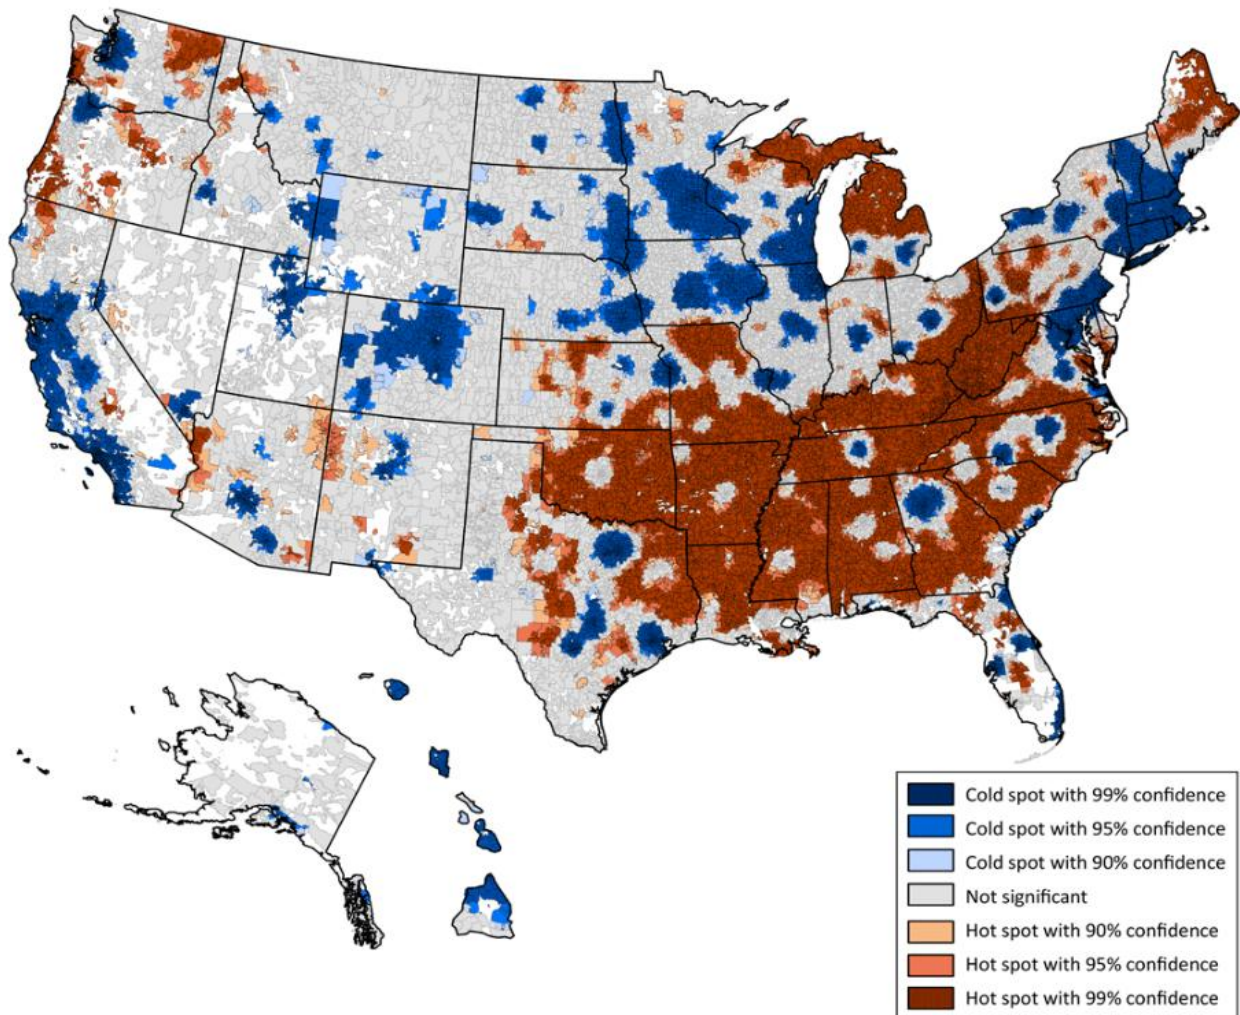 Cold spot with 99% confidence
Cold spot with 95% confidence
Cold spot with 90% confidence
Not significant
Hot spot with 90% confidence
Hot spot with 95% confidence
Hot spot with 99% confidence